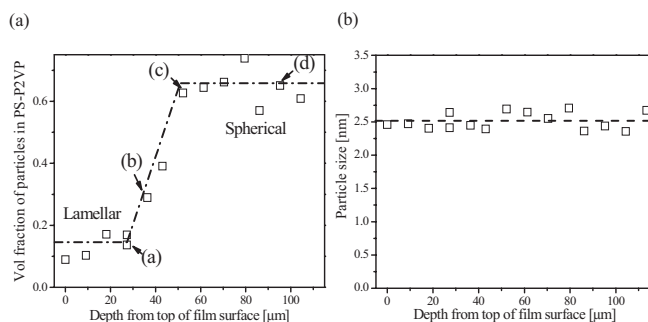 (a)
Vol fraction of particles in PS-P2VP
0.6
0.4
0.2
0.0
(c)
(d)
Spherical
(b)
Lamellar
(a)
0 20 40 60 80 100
Depth from top of film surface [μm]
(b)
Particle size [nm]
3.5
3.0
2.5
2.0
1.5
1.0
0.5
0.0
0 20 40 60 80 100
Depth from top of film surface [μm]